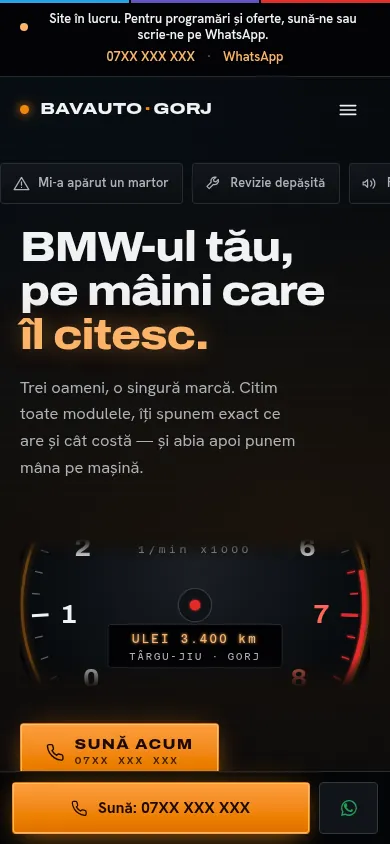 Site în lucru. Pentru programări și oferte, sună-ne sau
scrie-ne pe WhatsApp.
07XX XXX XXX · WhatsApp
BAVAUTO·GORJ
Mi-a apărut un martor
Revizie depășită
BMW-ul tău,
pe mâini care
îl citesc.
Trei oameni, o singură marcă. Citim
toate modulele, îți spunem exact ce
are și cât costă — și abia apoi punem
mâna pe mașină.
2 1/min x1000 6
1 7
ULEI 3.400 km
TÂRGU-JIU · GORJ
0 8
SUNĂ ACUM
07XX XXX XXX
Sună: 07XX XXX XXX